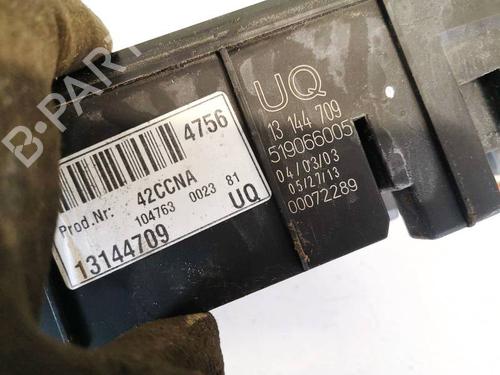 4756
Prod.Nr: 42CCNA
104763 0023 81
13144709 UQ
UQ
13 144 709
519066005
04/03/03
05/27/13
00072289
B-PARTS